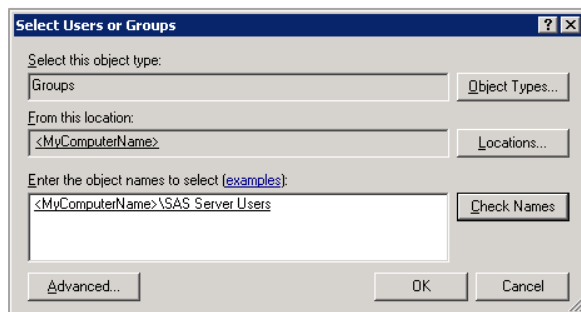 Select Users or Groups
? X
Select this object type:
Groups
Object Types...
From this location:
<MyComputerName>
Locations...
Enter the object names to select (examples):
<MyComputerName>\SAS Server Users
Check Names
Advanced...
OK
Cancel